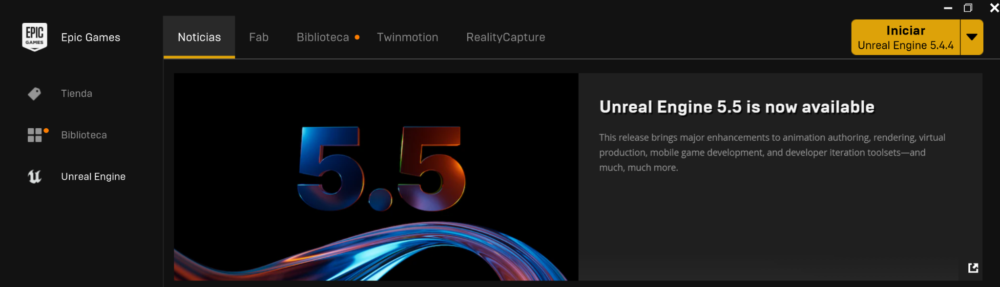 EPIC
GAMES
Epic Games
Noticias
Fab
Biblioteca
Twinmotion
RealityCapture
Iniciar
Unreal Engine 5.4.4
Tienda
Biblioteca
Unreal Engine
5.5
Unreal Engine 5.5 is now available
This release brings major enhancements to animation authoring, rendering, virtual
production, mobile game development, and developer iteration toolsets—and
much, much more.